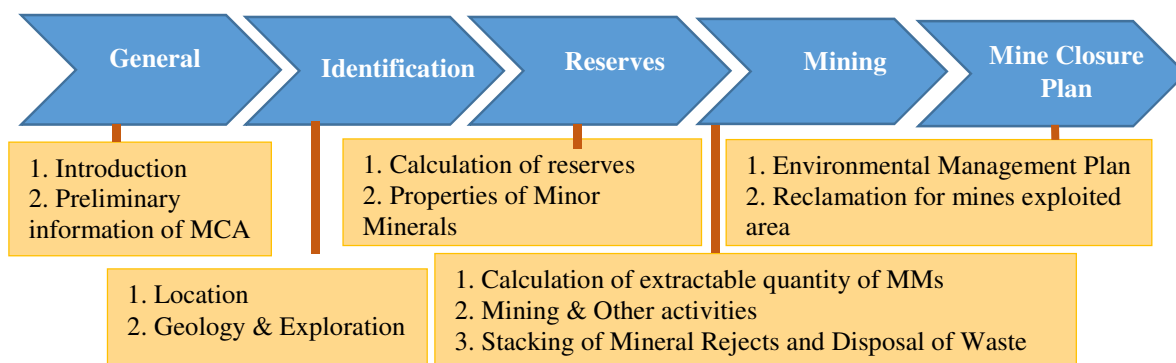 General
Identification
Reserves
Mining
Mine Closure
Plan
1. Introduction
2. Preliminary
information of MCA
1. Location
2. Geology & Exploration
1. Calculation of reserves
2. Properties of Minor
Minerals
1. Calculation of extractable quantity of MMs
2. Mining & Other activities
3. Stacking of Mineral Rejects and Disposal of Waste
1. Environmental Management Plan
2. Reclamation for mines exploited
area